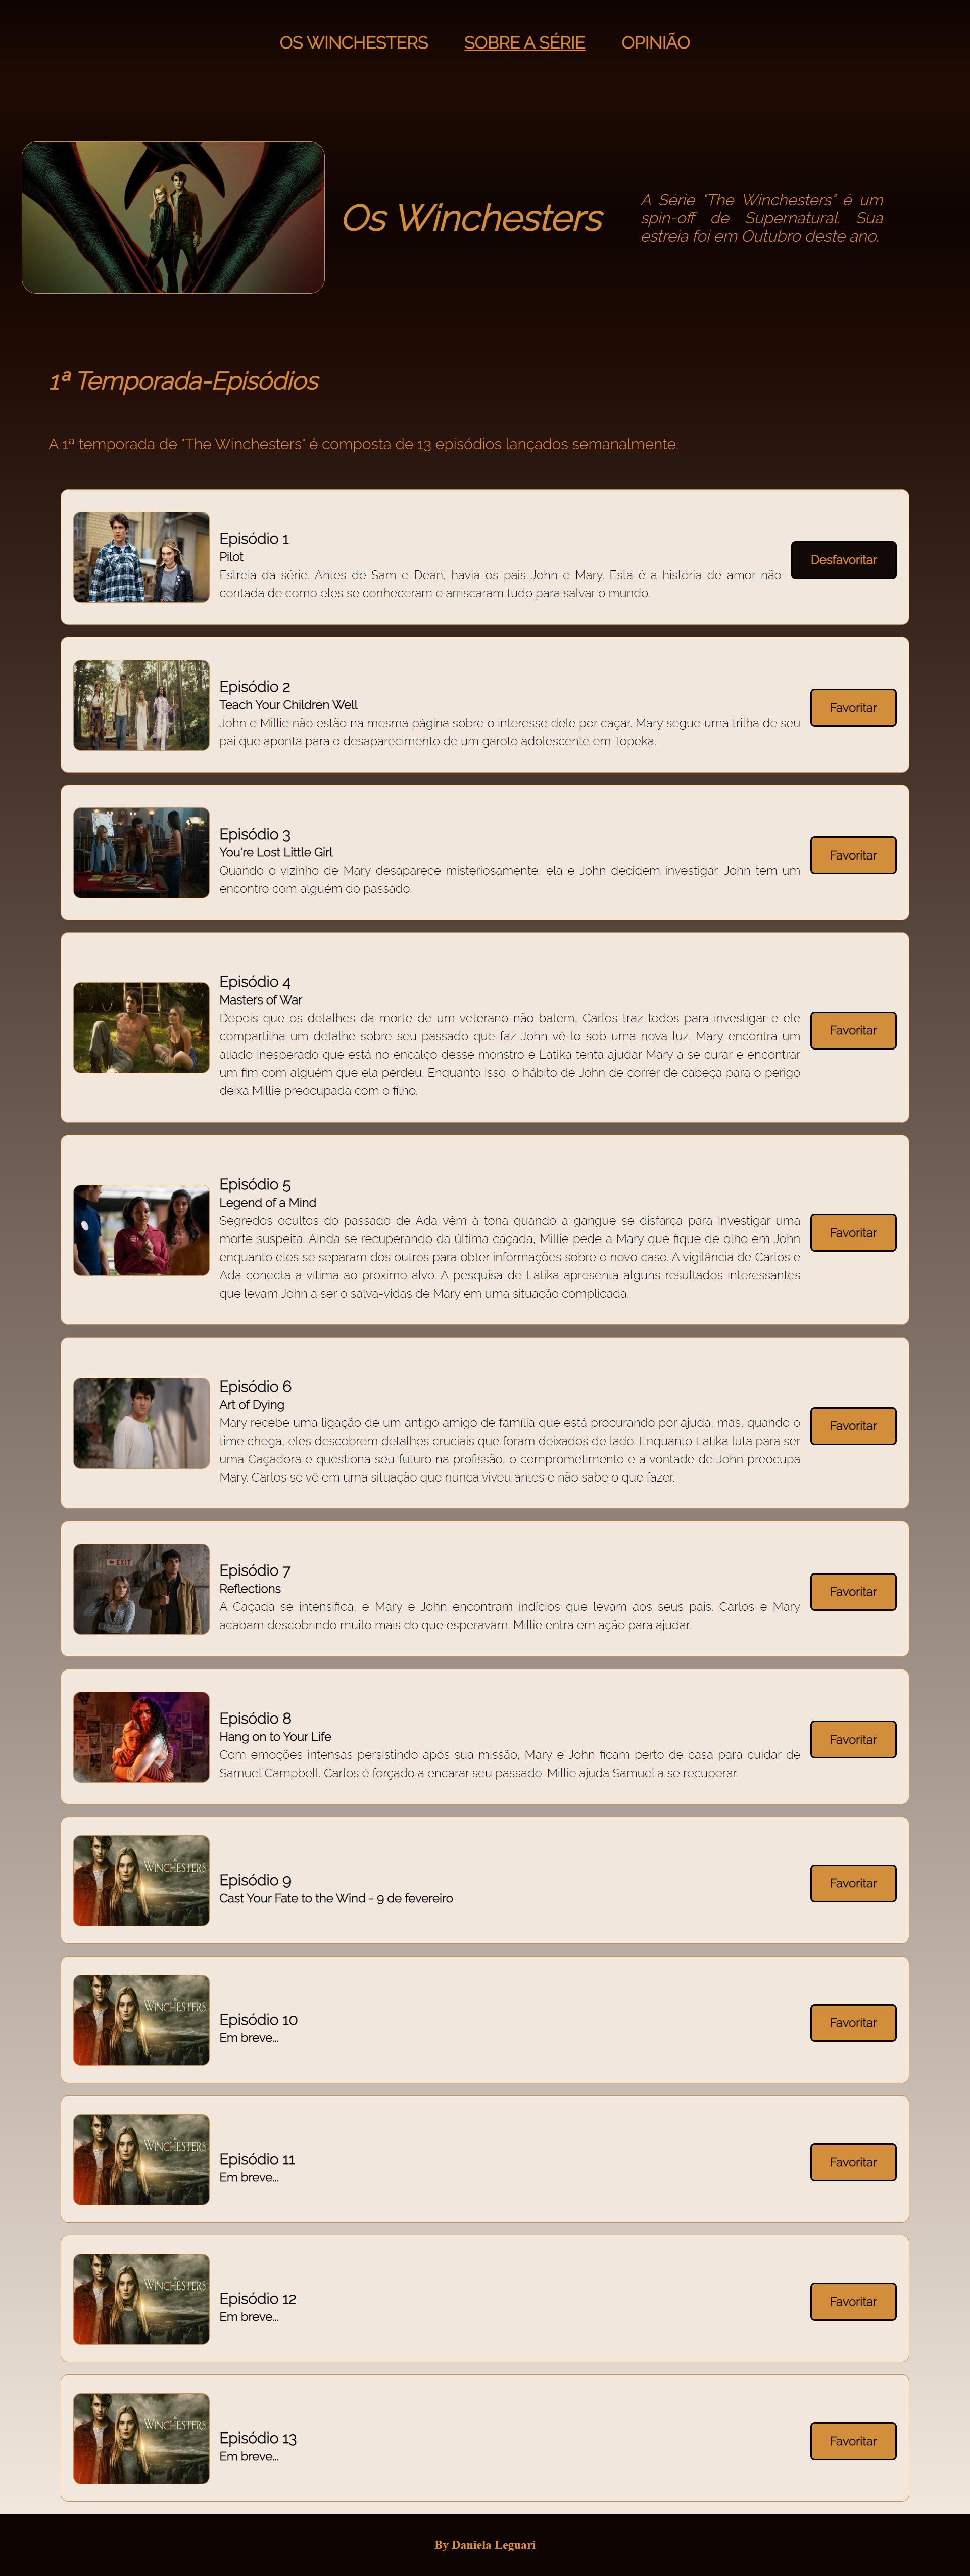 OS WINCHESTERS SOBRE A SÉRIE OPINIÃO
Os Winchesters
A Série "The Winchesters" é um
spin-off de Supernatural. Sua
estreia foi em Outubro deste ano.
1ª Temporada-Episódios
A 1ª temporada de "The Winchesters" é composta de 13 episódios lançados semanalmente.
Episódio 1
Pilot
Estreia da série. Antes de Sam e Dean, havia os pais John e Mary. Esta é a história de amor não
contada de como eles se conheceram e arriscaram tudo para salvar o mundo.
Desfavoritar
Episódio 2
Teach Your Children Well
John e Millie não estão na mesma página sobre o interesse dele por caçar. Mary segue uma trilha de seu
pai que aponta para o desaparecimento de um garoto adolescente em Topeka.
Favoritar
Episódio 3
You're Lost Little Girl
Quando o vizinho de Mary desaparece misteriosamente, ela e John decidem investigar. John tem um
encontro com alguém do passado.
Favoritar
Episódio 4
Masters of War
Depois que os detalhes da morte de um veterano não batem, Carlos traz todos para investigar e ele
compartilha um detalhe sobre seu passado que faz John vê-lo sob uma nova luz. Mary encontra um
aliado inesperado que está no encalço desse monstro e Latika tenta ajudar Mary a se curar e encontrar
um fim com alguém que ela perdeu. Enquanto isso, o hábito de John de correr de cabeça para o perigo
deixa Millie preocupada com o filho.
Favoritar
Episódio 5
Legend of a Mind
Segredos ocultos do passado de Ada vêm à tona quando a gangue se disfarça para investigar uma
morte suspeita. Ainda se recuperando da última caçada, Millie pede a Mary que fique de olho em John
enquanto eles se separam dos outros para obter informações sobre o novo caso. A vigilância de Carlos e
Ada conecta a vítima ao próximo alvo. A pesquisa de Latika apresenta alguns resultados interessantes
que levam John a ser o salva-vidas de Mary em uma situação complicada.
Favoritar
Episódio 6
Art of Dying
Mary recebe uma ligação de um antigo amigo de família que está procurando por ajuda, mas, quando o
time chega, eles descobrem detalhes cruciais que foram deixados de lado. Enquanto Latika luta para ser
uma Caçadora e questiona seu futuro na profissão, o comprometimento e a vontade de John preocupa
Mary. Carlos se vê em uma situação que nunca viveu antes e não sabe o que fazer.
Favoritar
EXIT
Episódio 7
Reflections
A Caçada se intensifica, e Mary e John encontram indícios que levam aos seus pais. Carlos e Mary
acabam descobrindo muito mais do que esperavam. Millie entra em ação para ajudar.
Favoritar
Episódio 8
Hang on to Your Life
Com emoções intensas persistindo após sua missão, Mary e John ficam perto de casa para cuidar de
Samuel Campbell. Carlos é forçado a encarar seu passado. Millie ajuda Samuel a se recuperar.
Favoritar
THE WINCHESTERS
Episódio 9
Cast Your Fate to the Wind - 9 de fevereiro
Favoritar
THE WINCHESTERS
Episódio 10
Em breve...
Favoritar
THE WINCHESTERS
Episódio 11
Em breve...
Favoritar
THE WINCHESTERS
Episódio 12
Em breve...
Favoritar
THE WINCHESTERS
Episódio 13
Em breve...
Favoritar
By Daniela Leguari